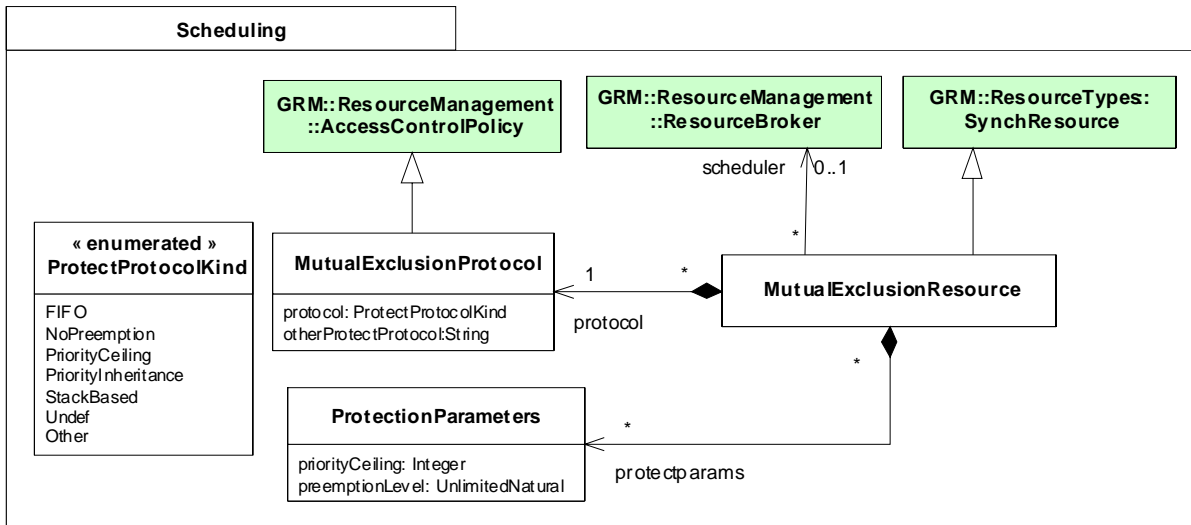 Scheduling
GRM::ResourceManagement
::AccessControlPolicy
GRM::ResourceManagement
::ResourceBroker
GRM::ResourceTypes::
SynchResource
scheduler
0..1
« enumerated »
ProtectProtocolKind
FIFO
NoPreemption
PriorityCeiling
PriorityInheritance
StackBased
Undef
Other
MutualExclusionProtocol
protocol: ProtectProtocolKind
otherProtectProtocol:String
1
*
*
protocol
MutualExclusionResource
*
ProtectionParameters
priorityCeiling: Integer
preemptionLevel: UnlimitedNatural
*
protectparams